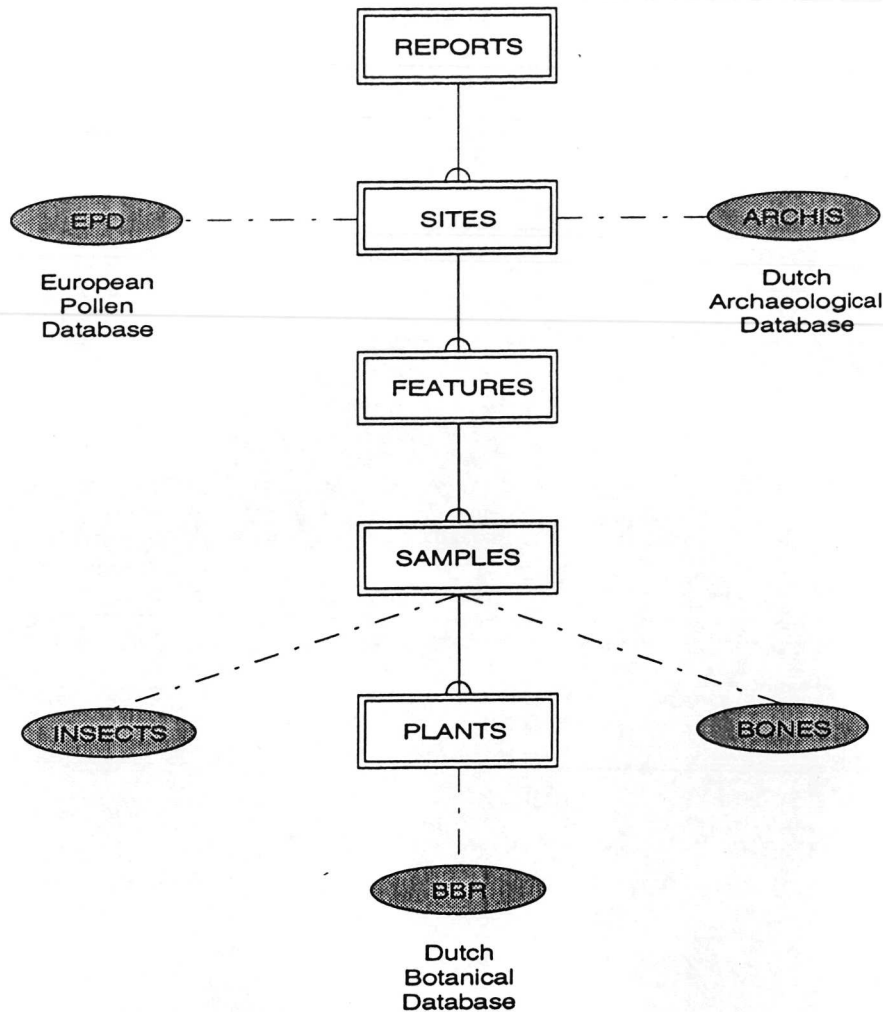 REPORTS
EPD
SITES
ARCHIS
European
Pollen
Database
Dutch
Archaeological
Database
FEATURES
SAMPLES
INSECTS
PLANTS
BONES
BBR
Dutch
Botanical
Database